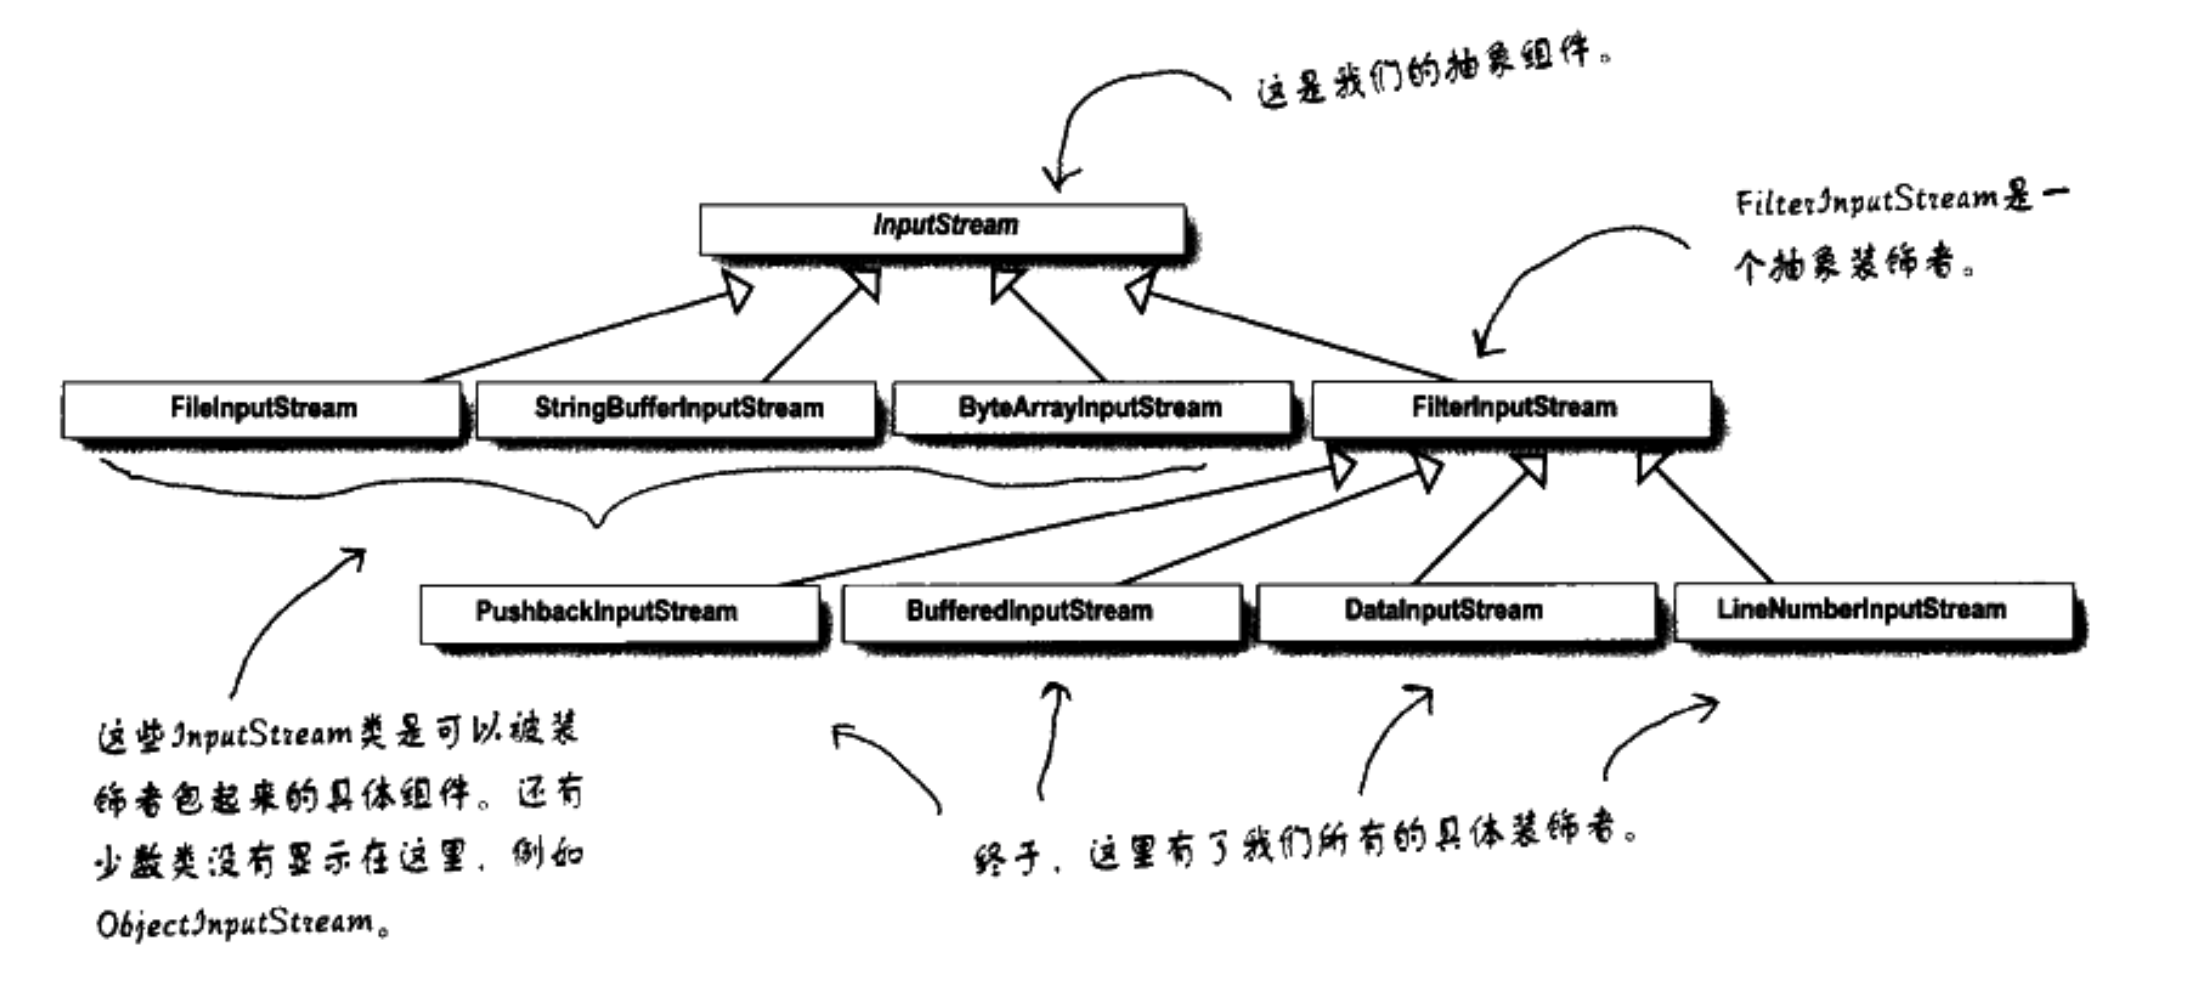 这是我们的抽象组件。
FilterInputStream是一
个抽象装饰者。
InputStream
FileInputStream
StringBufferInputStream
ByteArrayInputStream
FilterInputStream
PushbackInputStream
BufferedInputStream
DataInputStream
LineNumberInputStream
这些InputStream类是可以被装
饰者包起来的具体组件。还有
少数类没有显示在这里，例如
ObjectInputStream。
终于，这里有了我们所有的具体装饰者。